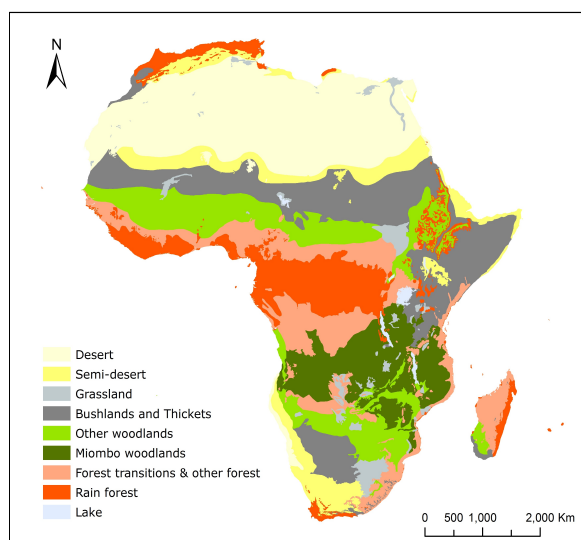 N
Desert
Semi-desert
Grassland
Bushlands and Thickets
Other woodlands
Miombo woodlands
Forest transitions & other forest
Rain forest
Lake
0 500 1,000 2,000 Km